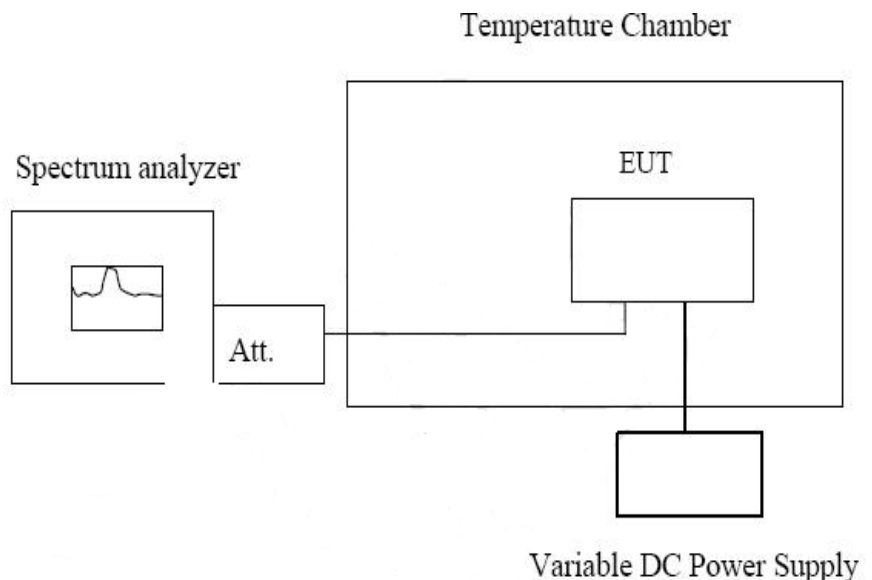 Temperature Chamber
Spectrum analyzer
EUT
Att.
Variable DC Power Supply